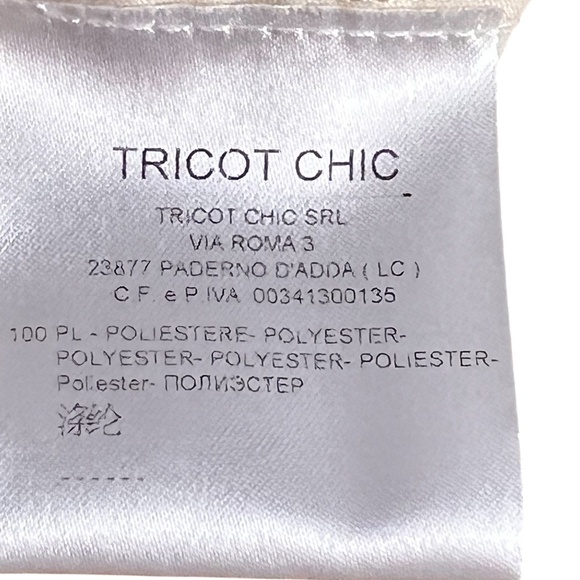 TRICOT CHIC
TRICOT CHIC SRL
VIA ROMA 3
23877 PADERNO D'ADDA ( LC )
C.F. e P.IVA 00341300135
100 PL - POLIESTERE- POLYESTER-
POLYESTER- POLYESTER- POLIESTER-
Poliester- ПОЛИЭСТЕР
涤纶
------